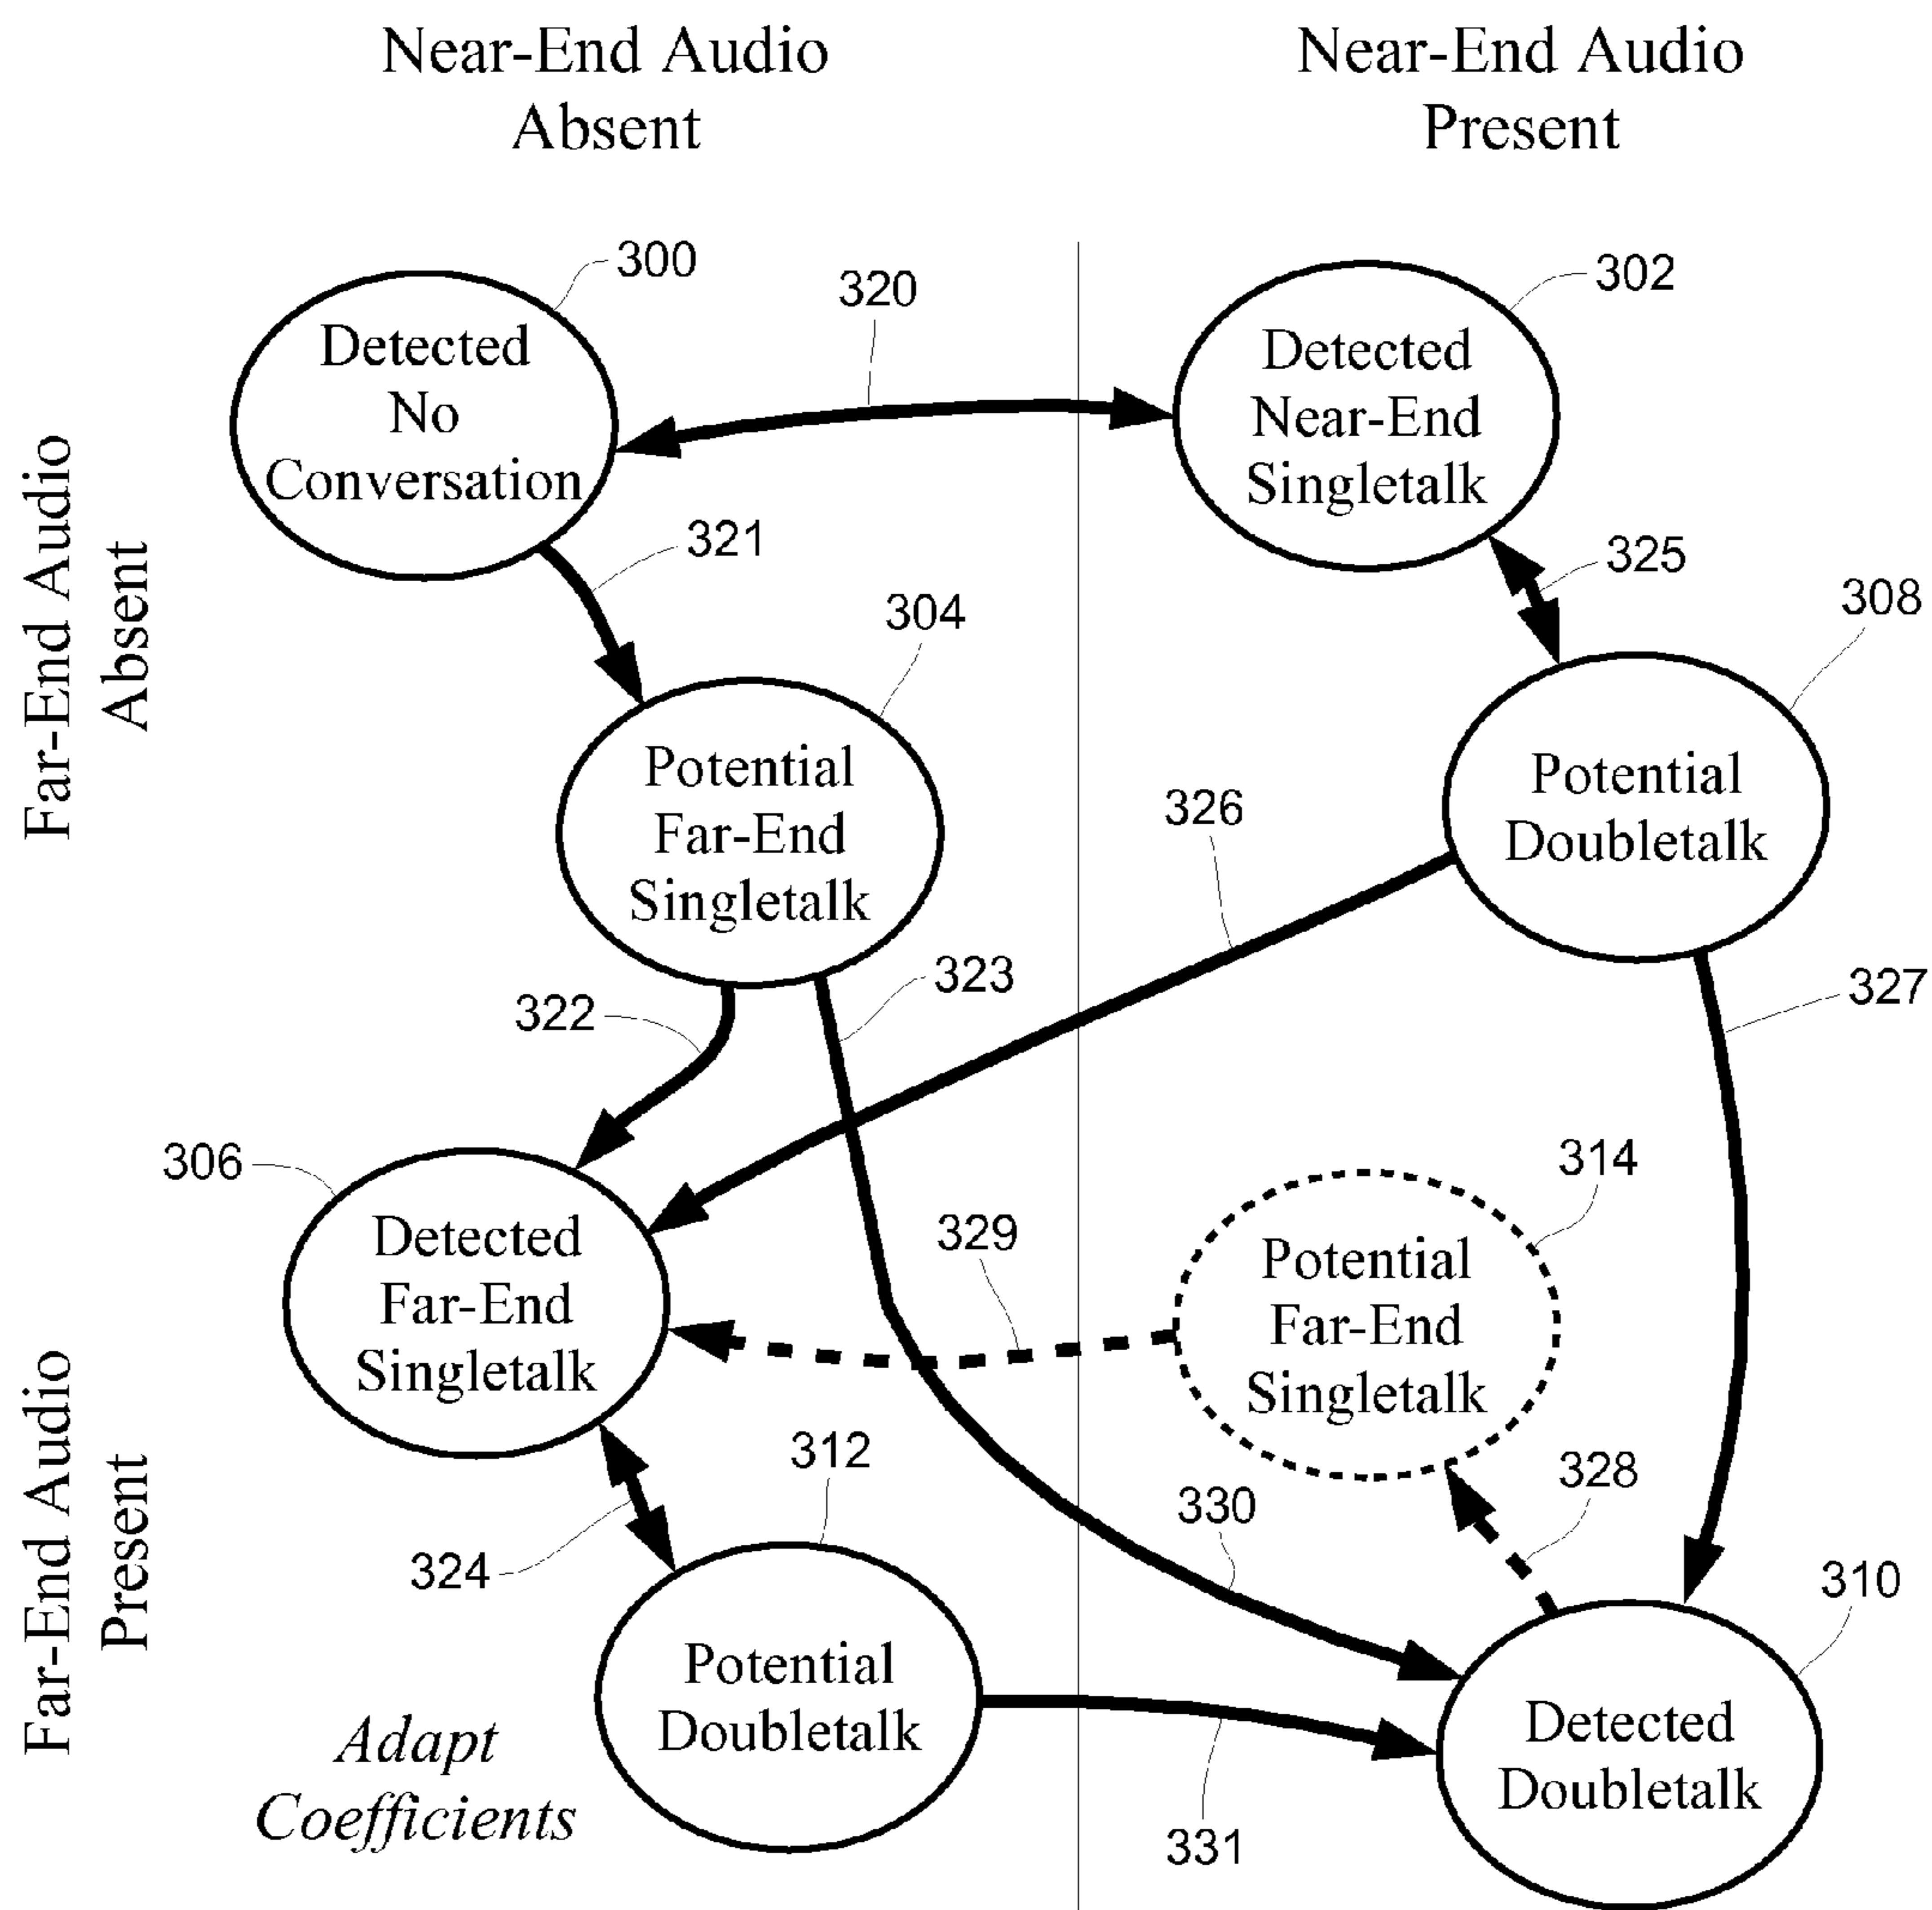 Near-End Audio
Absent
Near-End Audio
Present
300
320
302
Detected
No
Conversation
Detected
Near-End
Singletalk
Far-End Audio
Absent
321
325
304
308
Potential
Far-End
Singletalk
Potential
Doubletalk
326
322
323
327
306
314
329
Detected
Far-End
Singletalk
Potential
Far-End
Singletalk
Far-End Audio
Present
312
328
330
324
310
Potential
Doubletalk
Detected
Doubletalk
Adapt
Coefficients
331